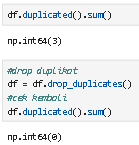 df.duplicated().sum()
np.int64(3)
#drop duplikat
df = df.drop_duplicates()
#cek kembali
df.duplicated().sum()
np.int64(0)